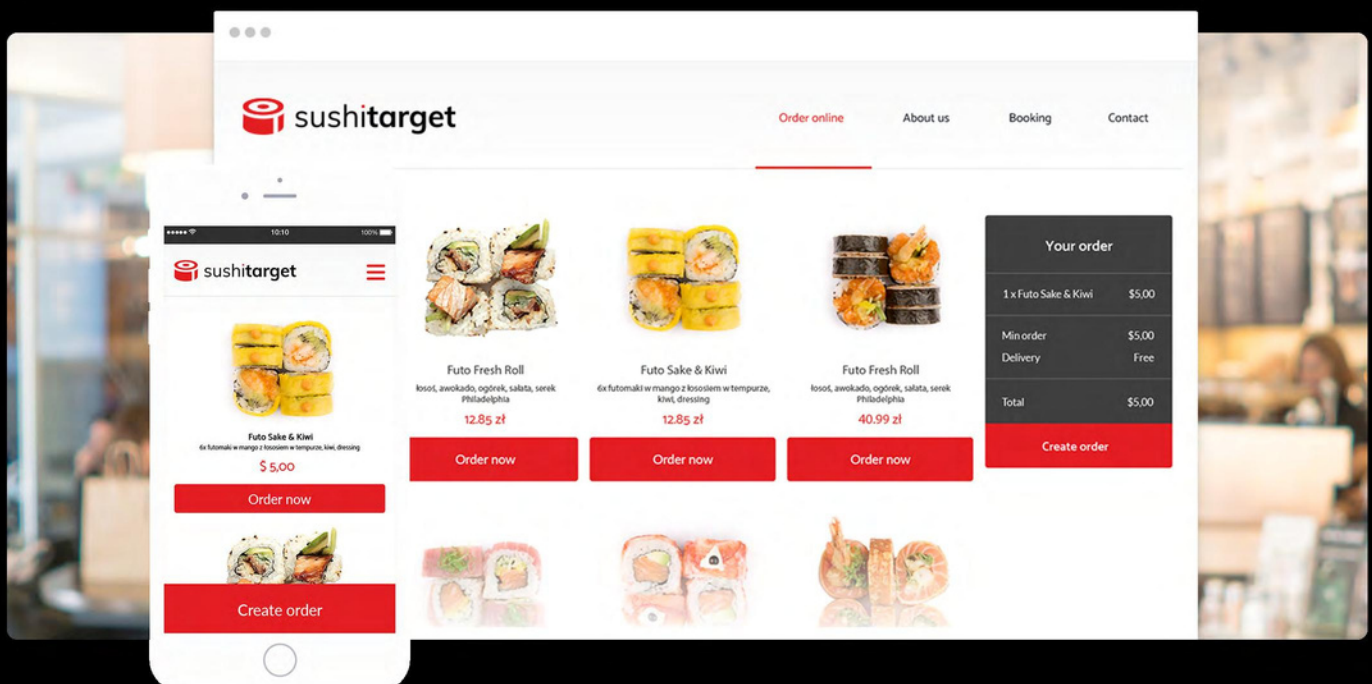 sushitarget
Order online
About us
Booking
Contact
10:10
100%
sushitarget
Futo Sake & Kiwi
6x futomaki w mango z łososiem w tempurze, kiwi, dressing
$ 5,00
Order now
Create order
Futo Fresh Roll
łosoś, awokado, ogórek, sałata, serek
Philadelphia
12.85 zł
Order now
Futo Sake & Kiwi
6x futomaki w mango z łososiem w tempurze,
kiwi, dressing
12.85 zł
Order now
Futo Fresh Roll
łosoś, awokado, ogórek, sałata, serek
Philadelphia
40.99 zł
Order now
Your order
1 x Futo Sake & Kiwi $5,00
Min order $5,00
Delivery Free
Total $5,00
Create order